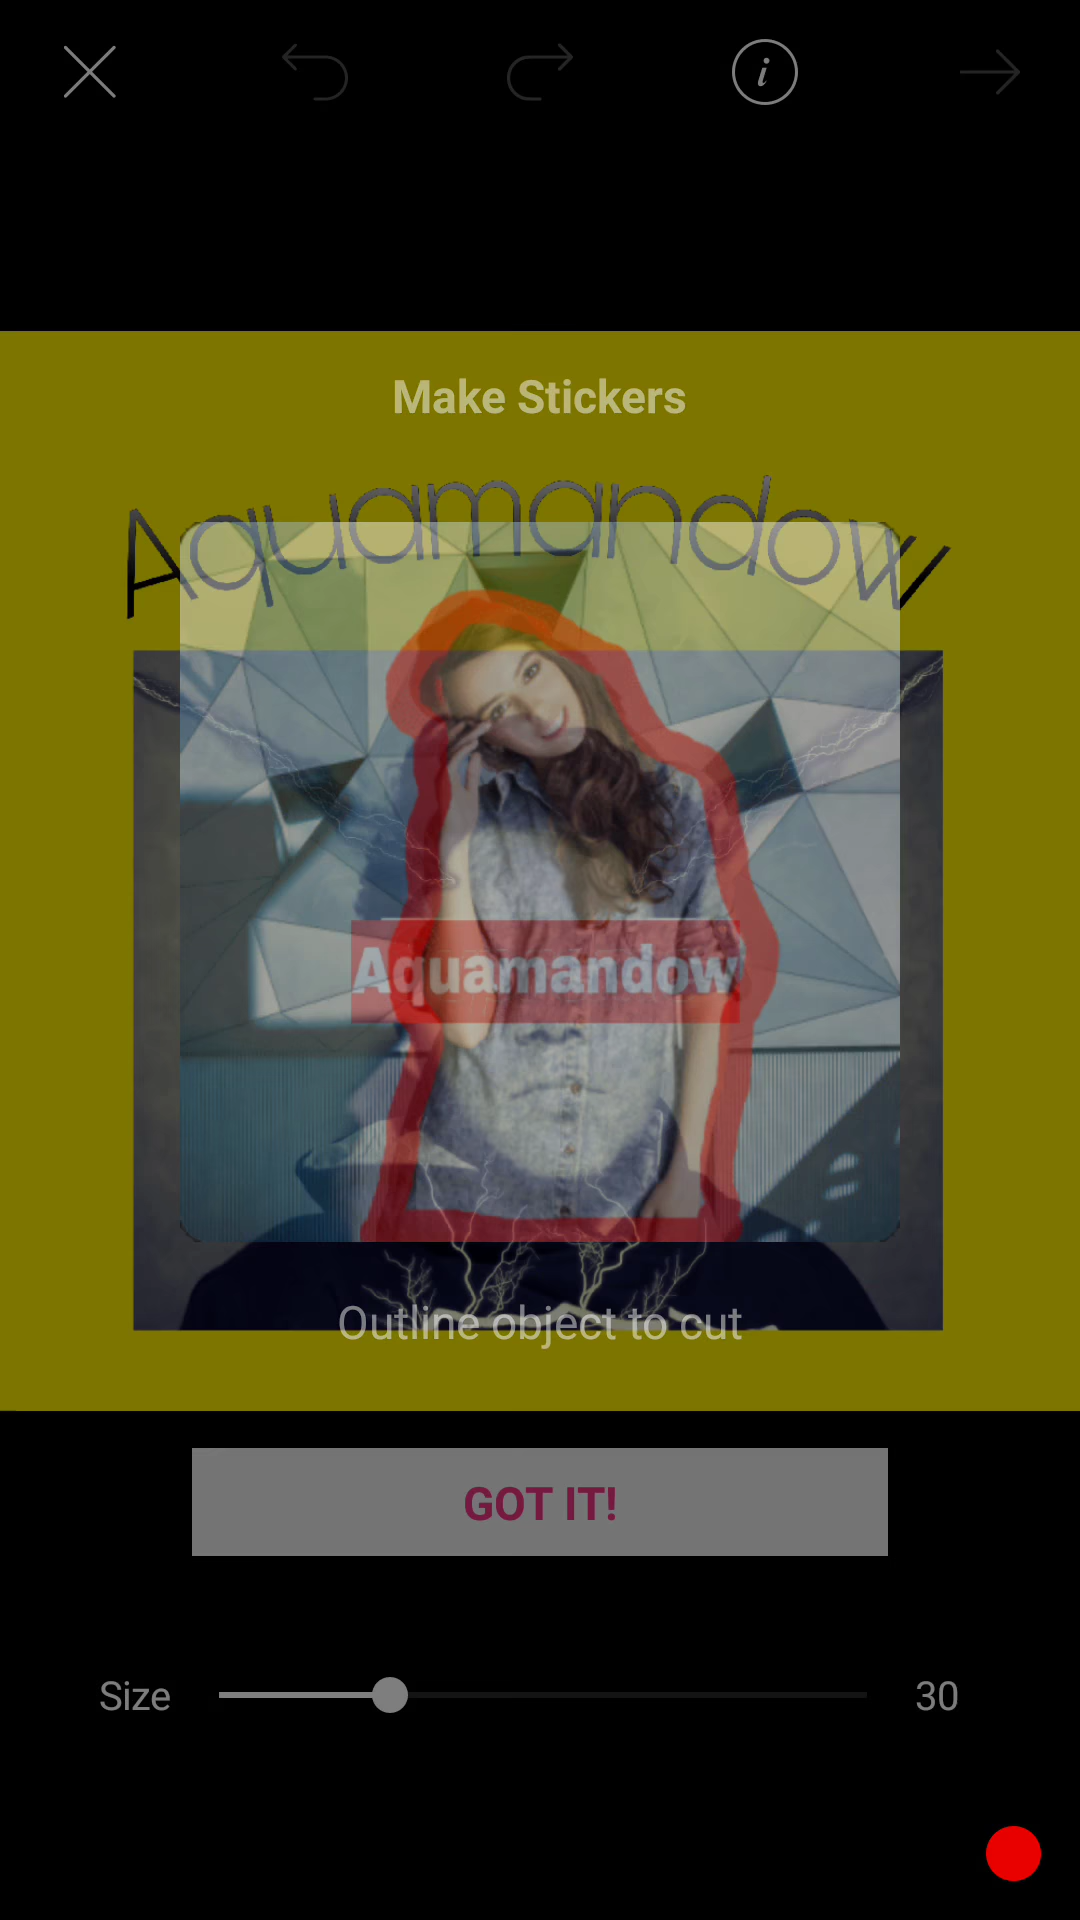 Make Stickers
Aquamandow
Aquamandow
Outline object to cut
GOT IT!
Size 30